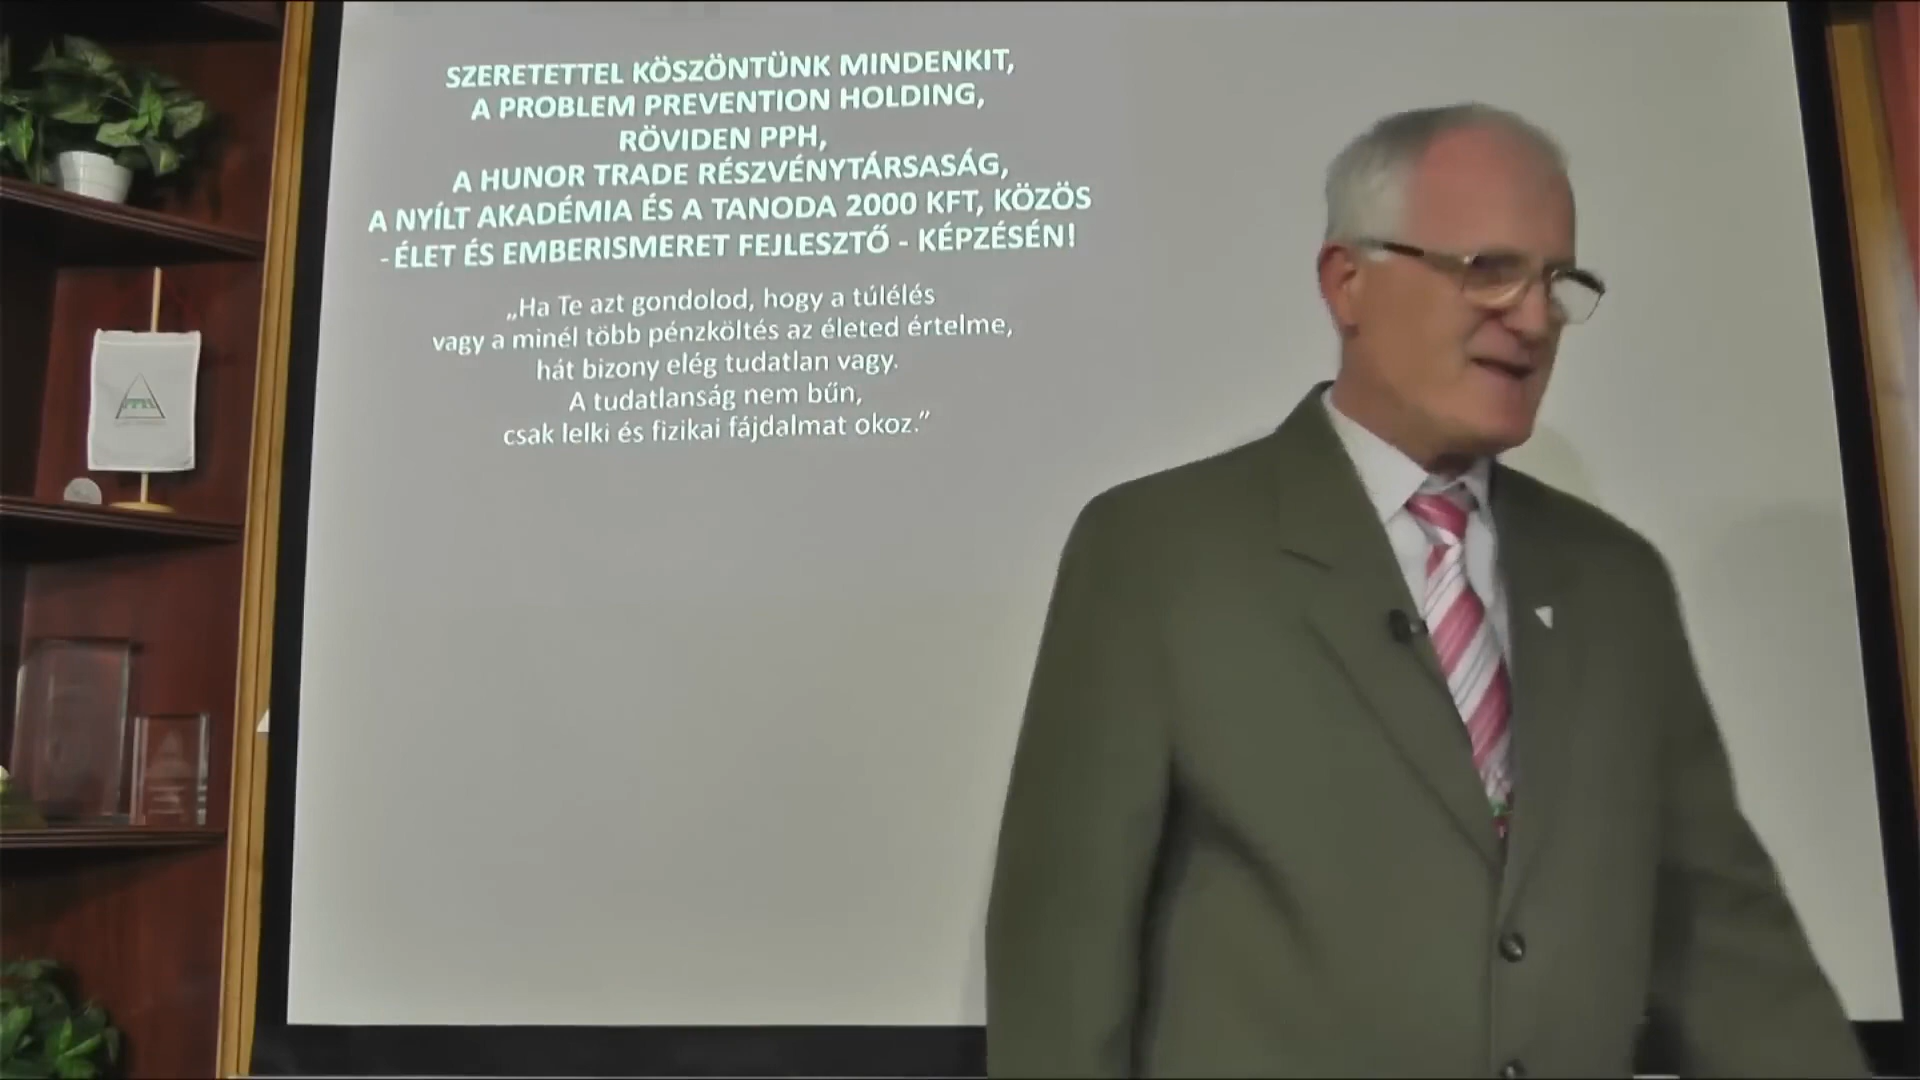 SZERETETTEL KÖSZÖNTÜNK MINDENKIT,
A PROBLEM PREVENTION HOLDING,
RÖVIDEN PPH,
A HUNOR TRADE RÉSZVÉNYTÁRSASÁG,
A NYÍLT AKADÉMIA ÉS A TANODA 2000 KFT, KÖZÖS
- ÉLET ÉS EMBERISMERET FEJLESZTŐ - KÉPZÉSÉN!
„Ha Te azt gondolod, hogy a túlélés
vagy a minél több pénzköltés az életed értelme,
hát bizony elég tudatlan vagy.
A tudatlanság nem bűn,
csak lelki és fizikai fájdalmat okoz.”